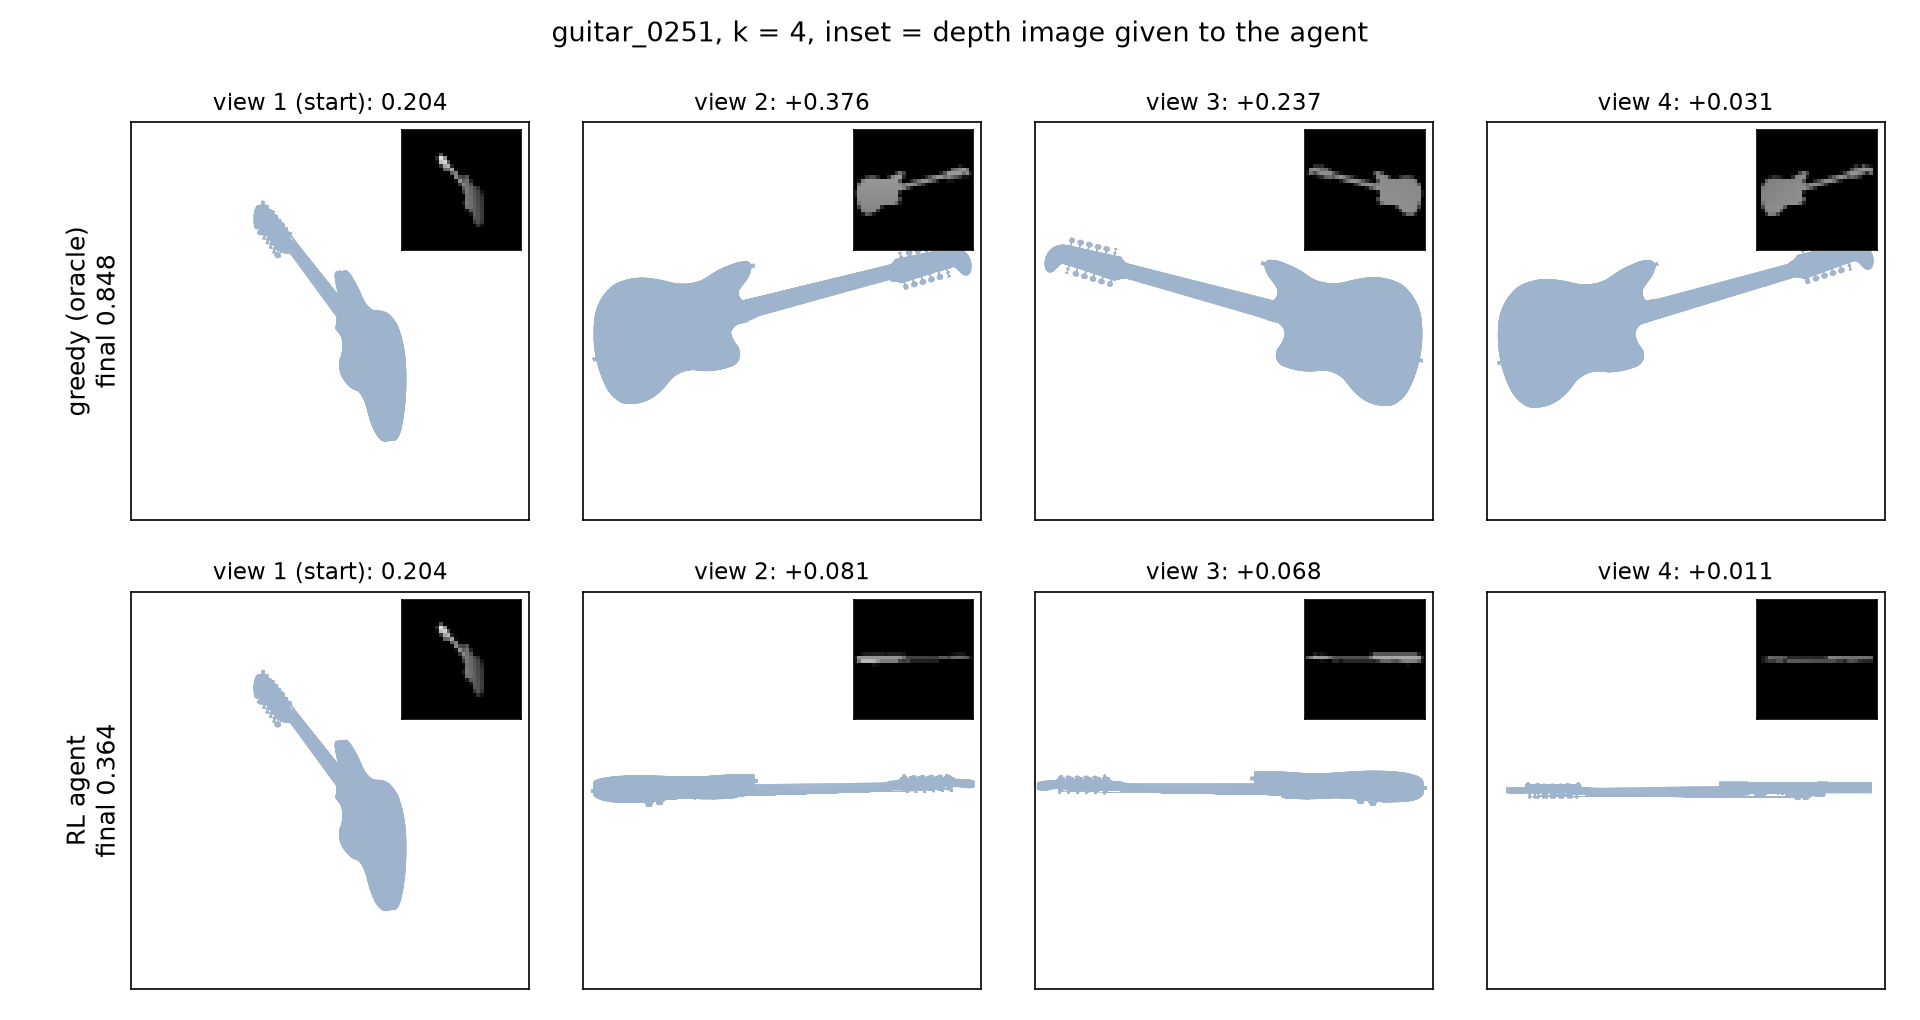 guitar_0251, k = 4, inset = depth image given to the agent
greedy (oracle)
final 0.848
view 1 (start): 0.204
view 2: +0.376
view 3: +0.237
view 4: +0.031
RL agent
final 0.364
view 1 (start): 0.204
view 2: +0.081
view 3: +0.068
view 4: +0.011